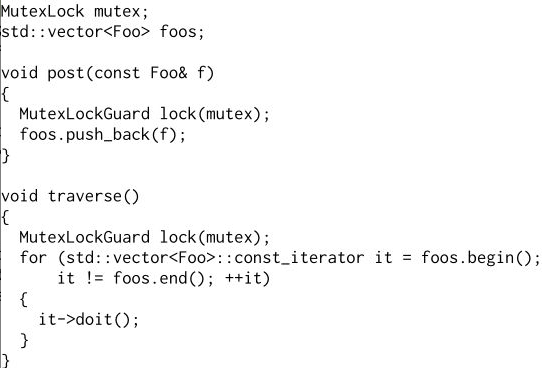 MutexLock mutex;
std::vector<Foo> foos;

void post(const Foo& f)
{
  MutexLockGuard lock(mutex);
  foos.push_back(f);
}

void traverse()
{
  MutexLockGuard lock(mutex);
  for (std::vector<Foo>::const_iterator it = foos.begin();
      it != foos.end(); ++it)
  {
    it->doit();
  }
}